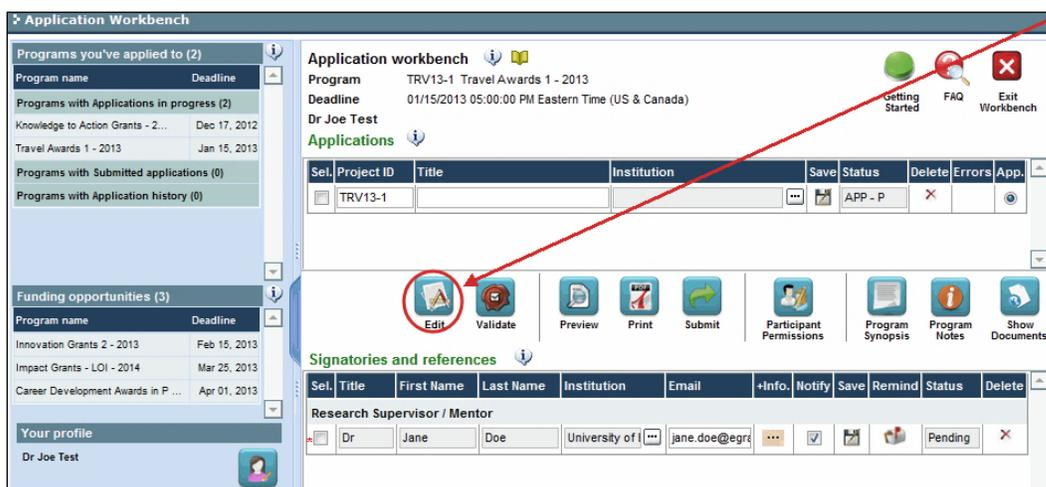 Application Workbench
Programs you've applied to (2)
Program name Deadline
Programs with Applications in progress (2)
Knowledge to Action Grants - 2... Dec 17, 2012
Travel Awards 1 - 2013 Jan 15, 2013
Programs with Submitted applications (0)
Programs with Application history (0)
Funding opportunities (3)
Program name Deadline
Innovation Grants 2 - 2013 Feb 15, 2013
Impact Grants - LOI - 2014 Mar 25, 2013
Career Development Awards in P ... Apr 01, 2013
Your profile
Dr Joe Test
Application workbench
Program TRV13-1 Travel Awards 1 - 2013
Deadline 01/15/2013 05:00:00 PM Eastern Time (US & Canada)
Dr Joe Test
Getting Started
FAQ
Exit Workbench
Applications
Sel. Project ID Title Institution Save Status Delete Errors App.
TRV13-1 ... APP - P
Edit
Validate
Preview
PDF
Print
Submit
Participant Permissions
Program Synopsis
Program Notes
Show Documents
Signatories and references
Sel. Title First Name Last Name Institution Email +Info. Notify Save Remind Status Delete
Research Supervisor / Mentor
* Dr Jane Doe University of ... jane.doe@egra ... Pending